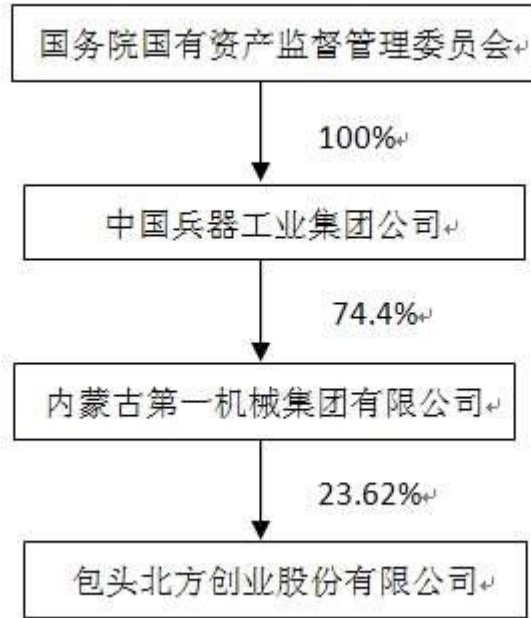 国务院国有资产监督管理委员会
100%
中国兵器工业集团公司
74.4%
内蒙古第一机械集团有限公司
23.62%
包头北方创业股份有限公司